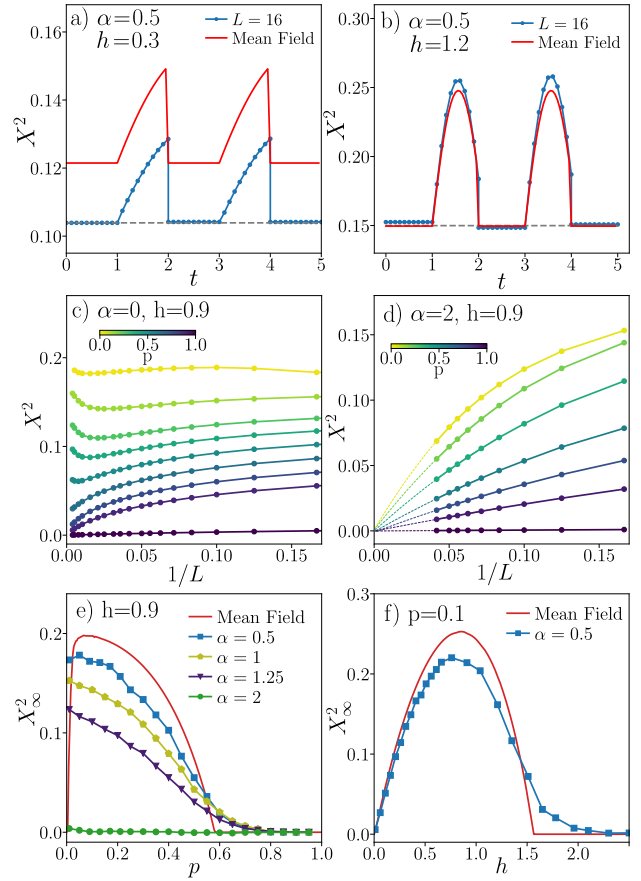 a) α=0.5
h=0.3
L = 16
Mean Field
0.16
0.14
0.12
0.10
X²
0 1 2 3 4 5
t
b) α=0.5
h=1.2
L = 16
Mean Field
0.30
0.25
0.20
0.15
X²
0 1 2 3 4 5
t
c) α=0, h=0.9
0.0 0.5 1.0
p
0.2
0.1
0.0
X²
0.00 0.05 0.10 0.15
1/L
d) α=2, h=0.9
0.0 0.5 1.0
p
0.15
0.10
0.05
0.00
X²
0.00 0.05 0.10 0.15
1/L
e) h=0.9
Mean Field
α = 0.5
α = 1
α = 1.25
α = 2
0.2
0.1
0.0
X²∞
0.0 0.2 0.4 0.6 0.8 1.0
p
f) p=0.1
Mean Field
α = 0.5
0.3
0.2
0.1
0.0
X²∞
0.0 0.5 1.0 1.5 2.0
h